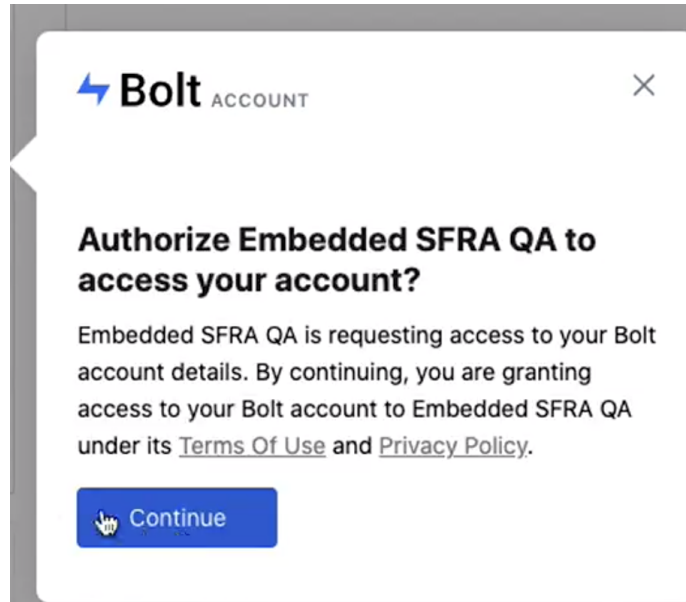 Bolt ACCOUNT
Authorize Embedded SFRA QA to
access your account?
Embedded SFRA QA is requesting access to your Bolt
account details. By continuing, you are granting
access to your Bolt account to Embedded SFRA QA
under its Terms Of Use and Privacy Policy.
Continue